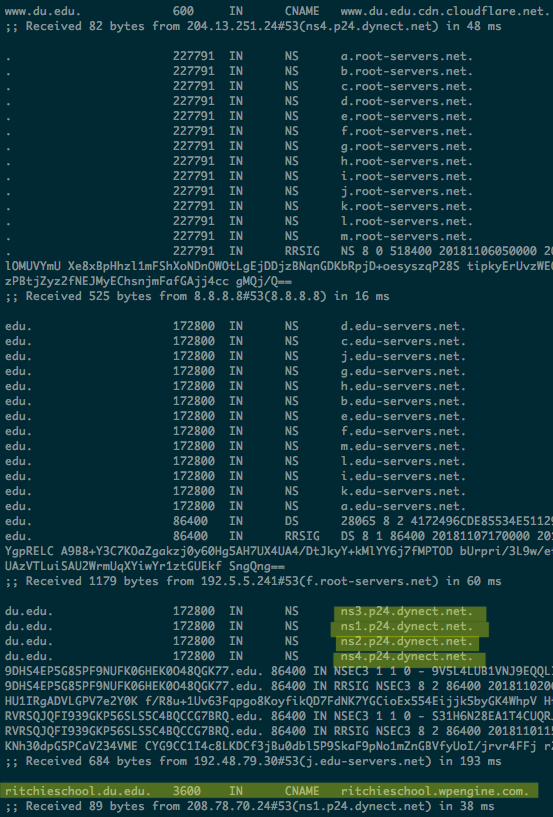 www.du.edu. 600 IN CNAME www.du.edu.cdn.cloudflare.net.
;; Received 82 bytes from 204.13.251.24#53(ns4.p24.dynect.net) in 48 ms
. 227791 IN NS a.root-servers.net.
. 227791 IN NS b.root-servers.net.
. 227791 IN NS c.root-servers.net.
. 227791 IN NS d.root-servers.net.
. 227791 IN NS e.root-servers.net.
. 227791 IN NS f.root-servers.net.
. 227791 IN NS g.root-servers.net.
. 227791 IN NS h.root-servers.net.
. 227791 IN NS i.root-servers.net.
. 227791 IN NS j.root-servers.net.
. 227791 IN NS k.root-servers.net.
. 227791 IN NS l.root-servers.net.
. 227791 IN NS m.root-servers.net.
. 227791 IN RRSIG NS 8 0 518400 20181106050000 20
lOMUVYmU Xe8xBpHhzl1mFShXoNDnOWOtLgEjDDjzBNqnGDKbRpjD+oesyszqP28S tipkyErUvzWE
zPBtjZyz2fNEJMyEChsnjmFafGAjj4cc gMQj/Q==
;; Received 525 bytes from 8.8.8.8#53(8.8.8.8) in 16 ms
edu. 172800 IN NS d.edu-servers.net.
edu. 172800 IN NS c.edu-servers.net.
edu. 172800 IN NS j.edu-servers.net.
edu. 172800 IN NS g.edu-servers.net.
edu. 172800 IN NS h.edu-servers.net.
edu. 172800 IN NS b.edu-servers.net.
edu. 172800 IN NS e.edu-servers.net.
edu. 172800 IN NS f.edu-servers.net.
edu. 172800 IN NS m.edu-servers.net.
edu. 172800 IN NS l.edu-servers.net.
edu. 172800 IN NS i.edu-servers.net.
edu. 172800 IN NS k.edu-servers.net.
edu. 172800 IN NS a.edu-servers.net.
edu. 86400 IN DS 28065 8 2 4172496CDE85534E51129
edu. 86400 IN RRSIG DS 8 1 86400 20181107170000 201
YgpRELC A9B8+Y3C7KOaZgakzj0y60Hg5AH7UX4UA4/DtJkyY+kMlYY6j7fMPTOD bUrpri/3L9w/e
UAzVTLuiSAU2WrmUqXYiwYr1ztGUEkf SngQng==
;; Received 1179 bytes from 192.5.5.241#53(f.root-servers.net) in 60 ms
du.edu. 172800 IN NS ns3.p24.dynect.net.
du.edu. 172800 IN NS ns1.p24.dynect.net.
du.edu. 172800 IN NS ns2.p24.dynect.net.
du.edu. 172800 IN NS ns4.p24.dynect.net.
9DHS4EP5G85PF9NUFK06HEK0O48QGK77.edu. 86400 IN NSEC3 1 1 0 - 9V5L4LUB1VNJ9EQQLI
9DHS4EP5G85PF9NUFK06HEK0O48QGK77.edu. 86400 IN RRSIG NSEC3 8 2 86400 2018110206
HU1IRgADVLGPV7e2Y0K f/R8u+1Uv63Fqpgo8KoyfikQD7FdNK7YGCioEx554Eijjk5byGK4WhpV H
RVRSQJQFI939GKP56SLS5C4BQCCG7BRQ.edu. 86400 IN NSEC3 1 1 0 - S31H6N28EA1T4CUQRJ
RVRSQJQFI939GKP56SLS5C4BQCCG7BRQ.edu. 86400 IN RRSIG NSEC3 8 2 86400 2018110115
KNh30dpG5PCaV234VME CYG9CC1I4c8LKDCf3jBu0dbl5P9SkaF9pNo1mZnGBVfyUoI/jrvr4FFj r
;; Received 684 bytes from 192.48.79.30#53(j.edu-servers.net) in 193 ms
ritchieschool.du.edu. 3600 IN CNAME ritchieschool.wpengine.com.
;; Received 89 bytes from 208.78.70.24#53(ns1.p24.dynect.net) in 38 ms